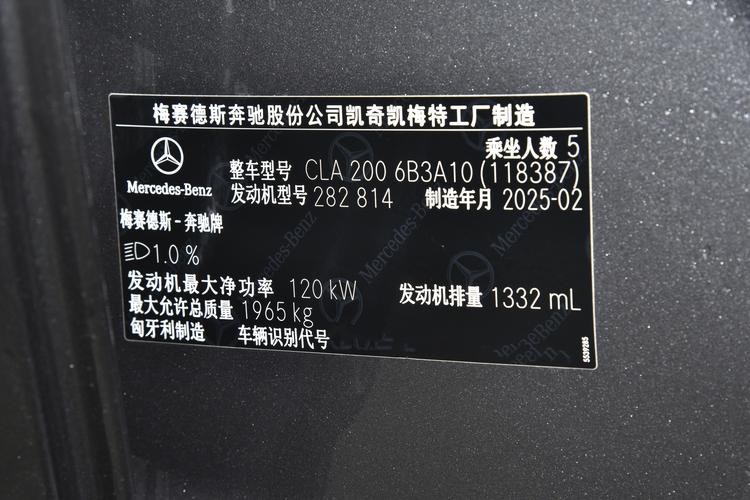 梅赛德斯奔驰股份公司凯奇凯梅特工厂制造
乘坐人数 5
整车型号 CLA 200 6B3A10 (118387)
Mercedes-Benz
发动机型号 282 814 制造年月 2025-02
梅赛德斯-奔驰牌
1.0 %
发动机最大净功率 120 kW 发动机排量 1332 mL
最大允许总质量 1965 kg
匈牙利制造 车辆识别代号
5539285